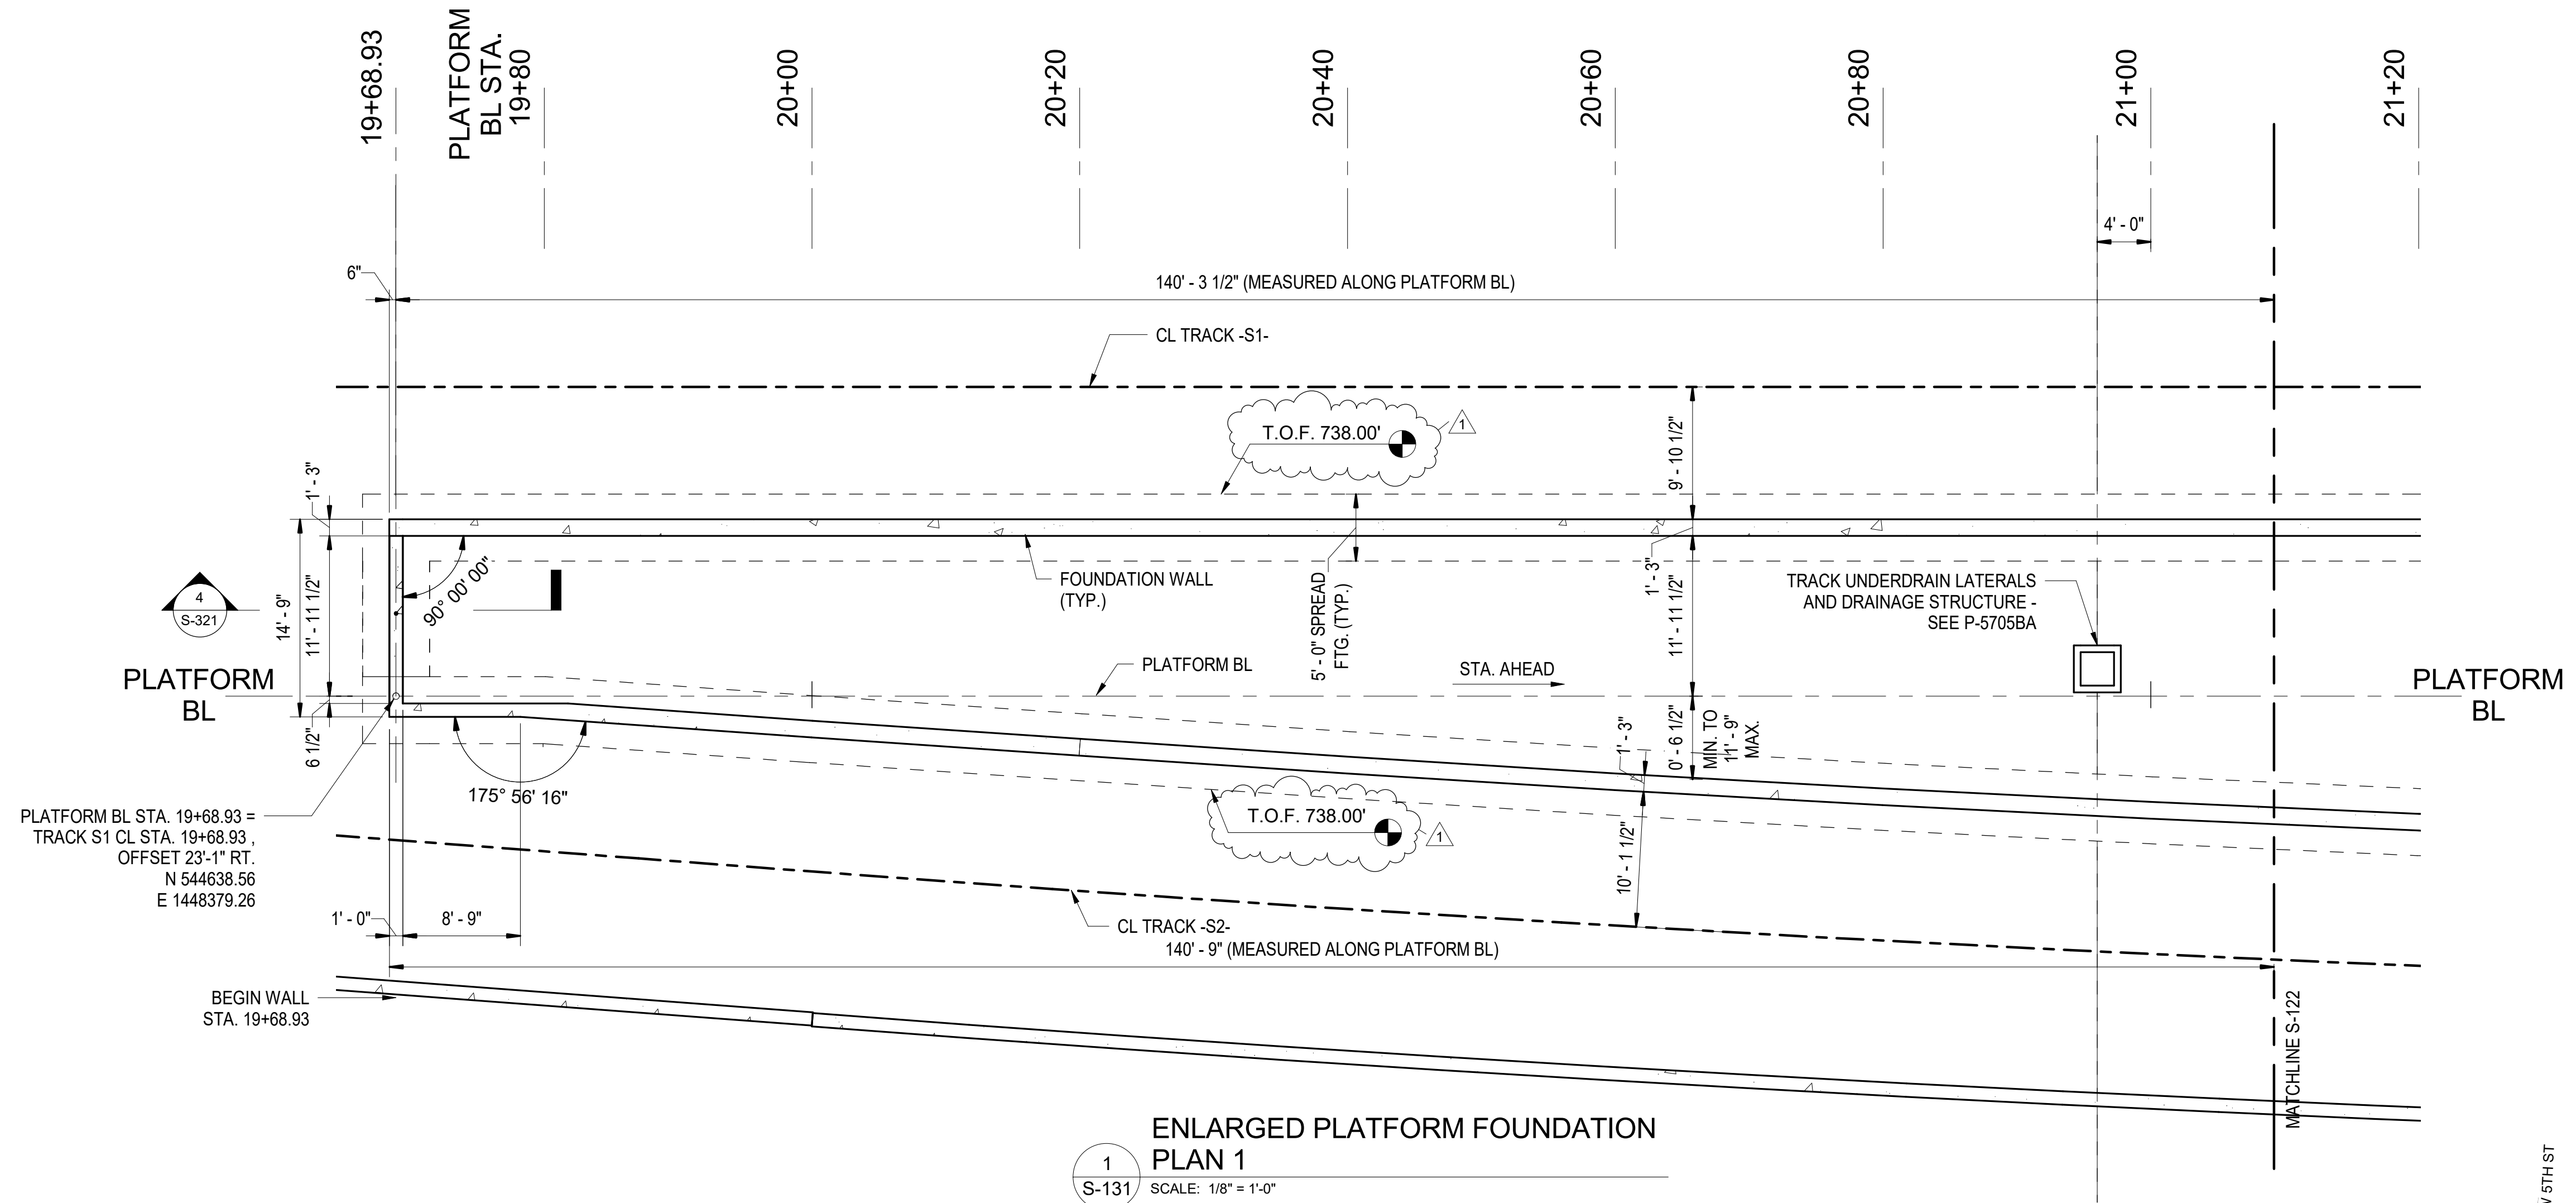 19+68.93
PLATFORM
BL STA.
19+80
20+00
20+20
20+40
20+60
20+80
21+00
21+20
4' - 0"
6"
140' - 3 1/2" (MEASURED ALONG PLATFORM BL)
CL TRACK -S1-
T.O.F. 738.00'
1
9' - 10 1/2"
1' - 3"
14' - 9"
11' - 11 1/2"
6 1/2"
90° 00' 00"
4
S-321
FOUNDATION WALL
(TYP.)
5' - 0" SPREAD
FTG. (TYP.)
1' - 3"
11' - 11 1/2"
TRACK UNDERDRAIN LATERALS
AND DRAINAGE STRUCTURE -
SEE P-5705BA
PLATFORM
BL
PLATFORM BL
STA. AHEAD
PLATFORM
BL
1' - 3"
0' - 6 1/2"
MIN. TO
11' - 9"
MAX.
175° 56' 16"
T.O.F. 738.00'
1
10' - 1 1/2"
PLATFORM BL STA. 19+68.93 =
TRACK S1 CL STA. 19+68.93 ,
OFFSET 23'-1" RT.
N 544638.56
E 1448379.26
1' - 0"
8' - 9"
CL TRACK -S2-
140' - 9" (MEASURED ALONG PLATFORM BL)
BEGIN WALL
STA. 19+68.93
MATCHLINE S-122
ENLARGED PLATFORM FOUNDATION
PLAN 1
1
S-131
SCALE: 1/8" = 1'-0"
5TH ST